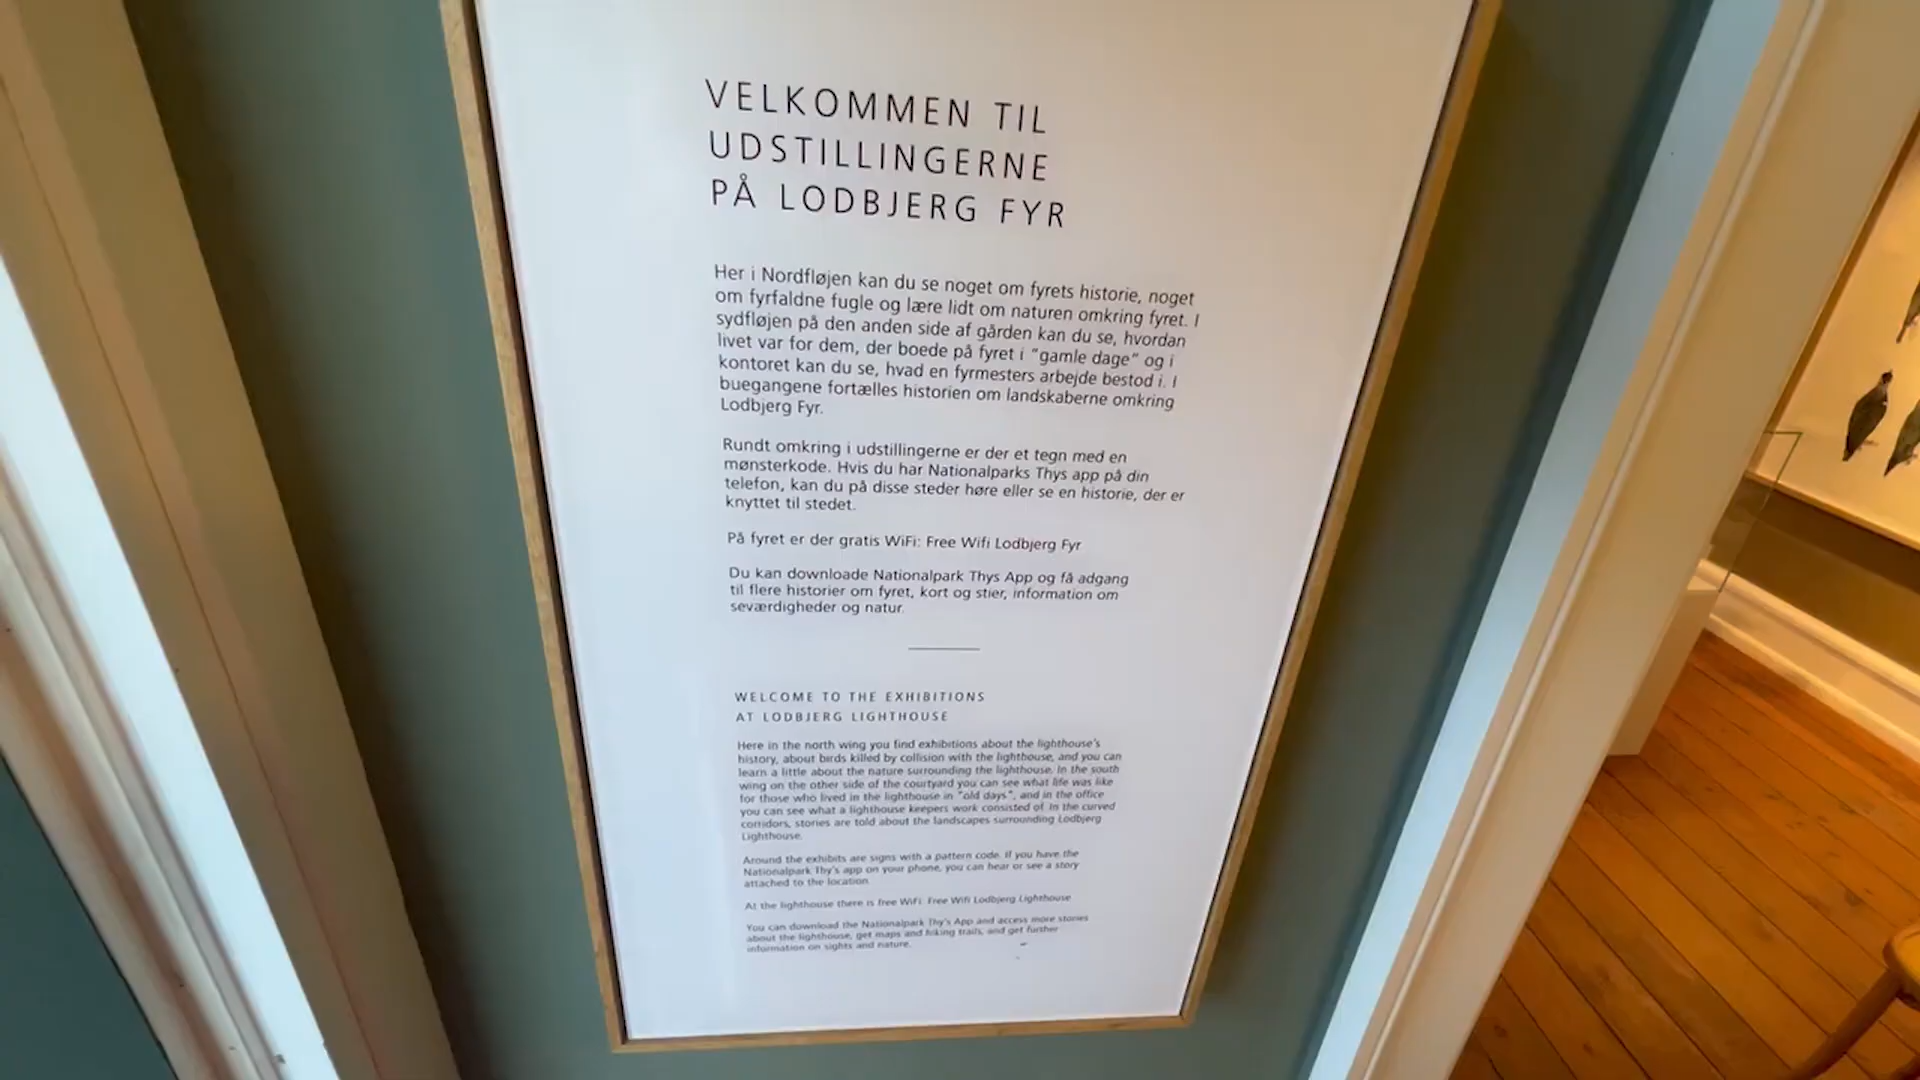 VELKOMMEN TIL
UDSTILLINGERNE
PÅ LODBJERG FYR
Her i Nordfløjen kan du se noget om fyrets historie, noget
om fyrfaldne fugle og lære lidt om naturen omkring fyret. I
sydfløjen på den anden side af gården kan du se, hvordan
livet var for dem, der boede på fyret i "gamle dage" og i
kontoret kan du se, hvad en fyrmesters arbejde bestod i. I
buegangene fortælles historien om landskaberne omkring
Lodbjerg Fyr.
Rundt omkring i udstillingerne er der et tegn med en
mønsterkode. Hvis du har Nationalparks Thys app på din
telefon, kan du på disse steder høre eller se en historie, der er
knyttet til stedet.
På fyret er der gratis WiFi: Free Wifi Lodbjerg Fyr
Du kan downloade Nationalpark Thys App og få adgang
til flere historier om fyret, kort og stier, information om
seværdigheder og natur.
WELCOME TO THE EXHIBITIONS
AT LODBJERG LIGHTHOUSE
Here in the north wing you find exhibitions about the lighthouse's
history, about birds killed by collision with the lighthouse, and you can
learn a little about the nature surrounding the lighthouse. In the south
wing on the other side of the courtyard you can see what life was like
for those who lived in the lighthouse in "old days", and in the office
you can see what a lighthouse keepers work consisted of. In the curved
corridors, stories are told about the landscapes surrounding Lodbjerg
Lighthouse.
Around the exhibits are signs with a pattern code. If you have the
Nationalpark Thy's app on your phone, you can hear or see a story
attached to the location.
At the lighthouse there is free WiFi: Free Wifi Lodbjerg Lighthouse
You can download the Nationalpark Thy's App and access more stories
about the lighthouse, get maps and hiking trails, and get further
information on sights and nature.